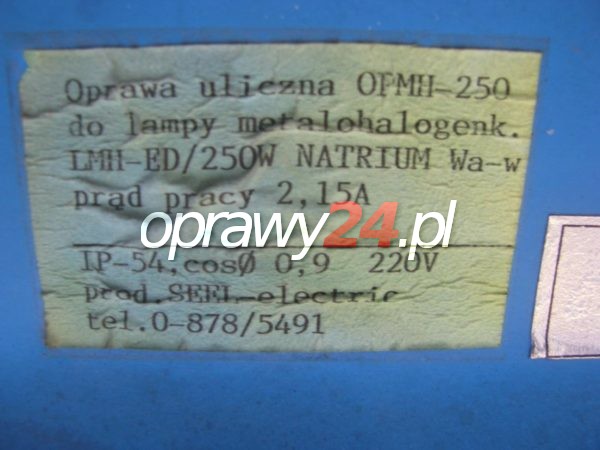 Oprawa uliczna OPMH-250
do lampy metalohalogenk.
LMH-ED/250W NATRIUM Wa-w
prąd pracy 2,15A
oprawy24.pl
IP-54,cosØ 0,9 220V
prod.SEEL-electric
tel.0-878/5491